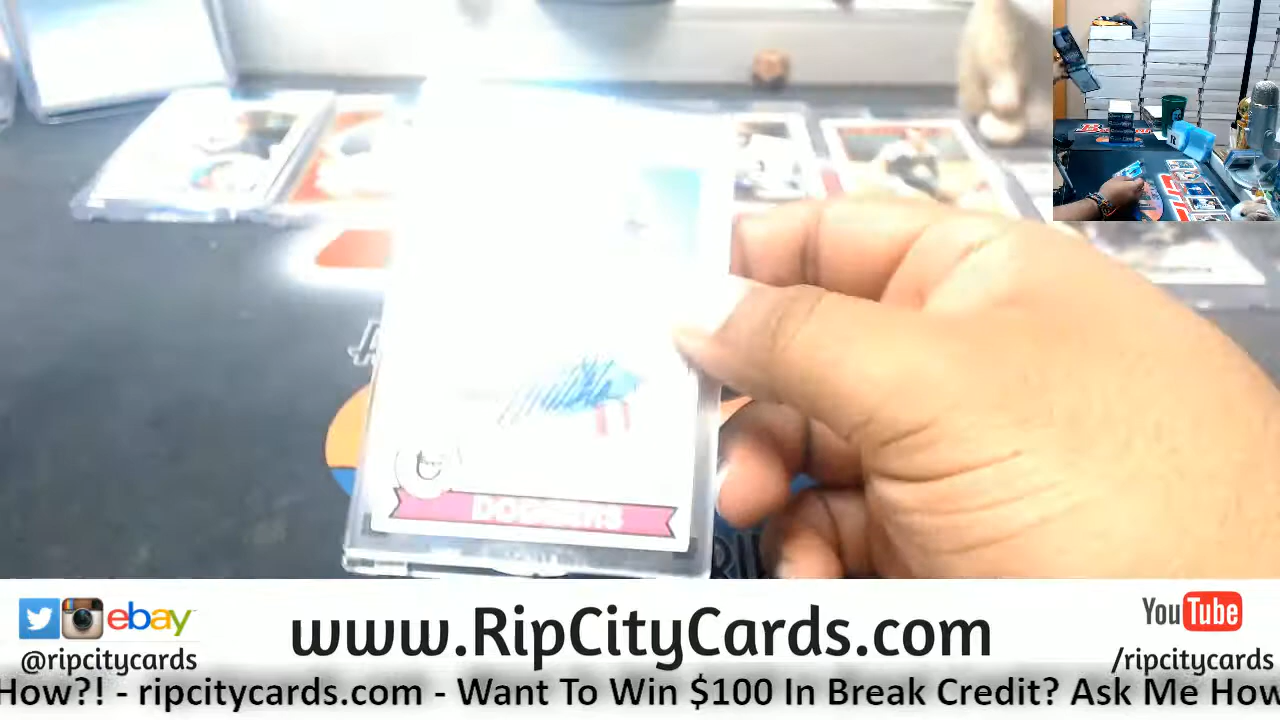 DODGERS
ebay
www.RipCityCards.com
YouTube
@ripcitycards
/ripcitycards
How?! - ripcitycards.com - Want To Win $100 In Break Credit? Ask Me How